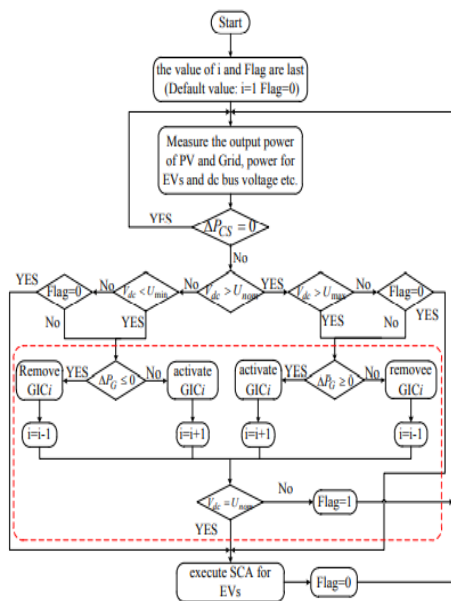 Start
the value of i and Flag are last
(Default value: i=1 Flag=0)
Measure the output power
of PV and Grid, power for
EVs and dc bus voltage etc.
YES
ΔP_CS = 0
No
YES
Flag=0
No
V_dc < U_min
No
V_dc > U_nom
YES
V_dc > U_max
No
Flag=0
No
YES
YES
No
YES
Remove
GICi
YES
ΔP_G ≤ 0
No
activate
GICi
activate
GICi
YES
ΔP_G ≥ 0
No
removee
GICi
i=i-1
i=i+1
i=i+1
i=i-1
V_dc = U_nom
No
Flag=1
YES
execute SCA for
EVs
Flag=0